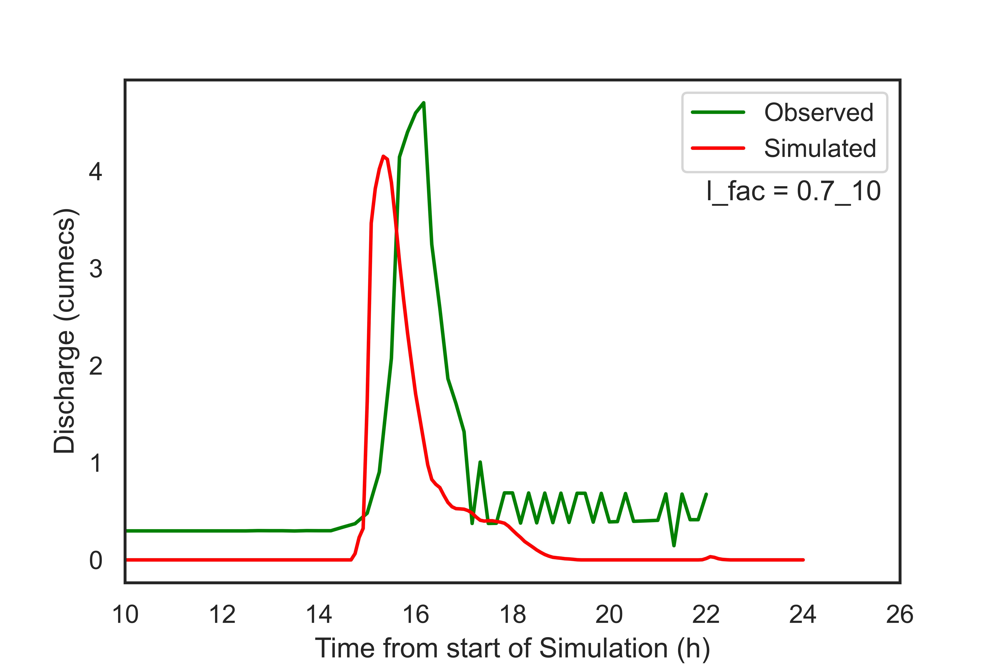 Observed
Simulated
I_fac = 0.7_10
Discharge (cumecs)
4
3
2
1
0
10 12 14 16 18 20 22 24 26
Time from start of Simulation (h)